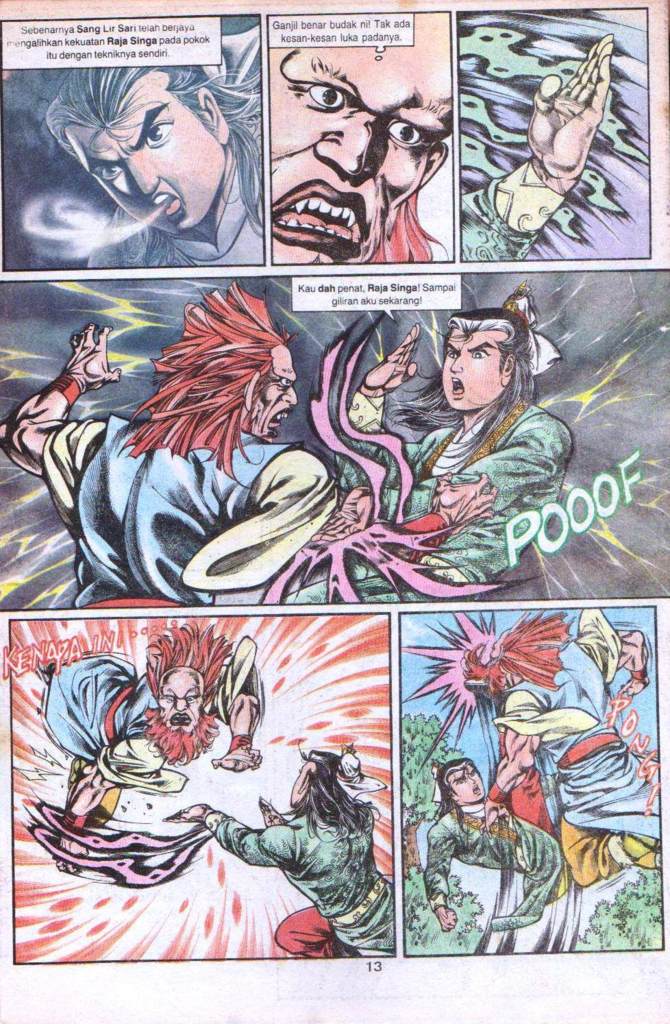 Sebenarnya Sang Lir Sari telah berjaya
mengalihkan kekuatan Raja Singa pada pokok
itu dengan tekniknya sendiri.
Ganjil benar budak ni! Tak ada
kesan-kesan luka padanya.
?
Kau dah penat, Raja Singa! Sampai
giliran aku sekarang!
POOOF
KENAPA IN.......
PONG!
13